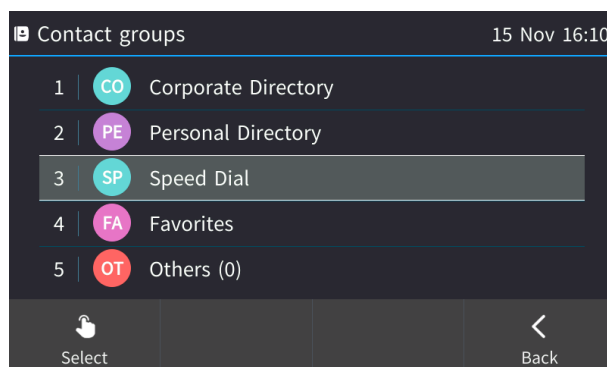 Contact groups 15 Nov 16:10
1 CO Corporate Directory
2 PE Personal Directory
3 SP Speed Dial
4 FA Favorites
5 OT Others (0)
Select Back